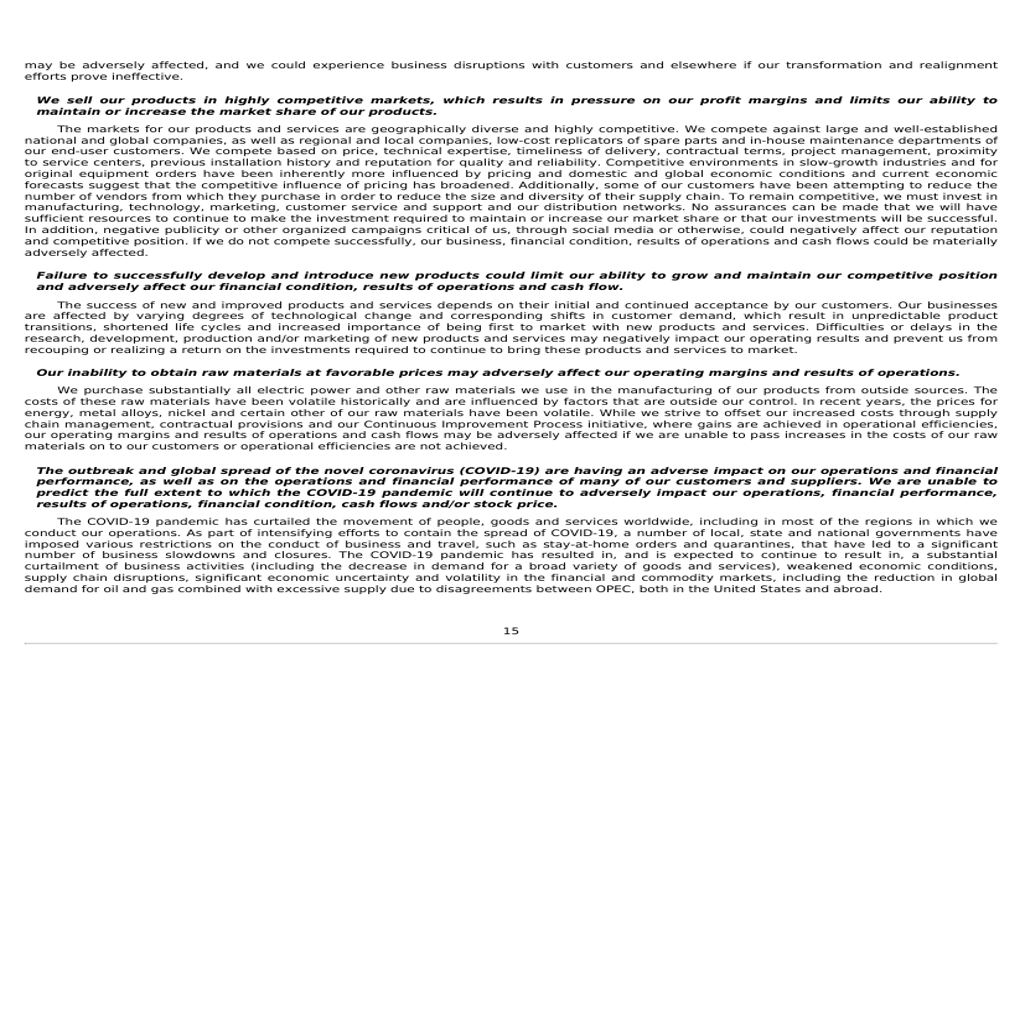 may be adversely affected, and we could experience business disruptions with customers and elsewhere if our transformation and realignment
efforts prove ineffective.
We sell our products in highly competitive markets, which results in pressure on our profit margins and limits our ability to
maintain or increase the market share of our products.
The markets for our products and services are geographically diverse and highly competitive. We compete against large and well-established
national and global companies, as well as regional and local companies, low-cost replicators of spare parts and in-house maintenance departments of
our end-user customers. We compete based on price, technical expertise, timeliness of delivery, contractual terms, project management, proximity
to service centers, previous installation history and reputation for quality and reliability. Competitive environments in slow-growth industries and for
original equipment orders have been inherently more influenced by pricing and domestic and global economic conditions and current economic
forecasts suggest that the competitive influence of pricing has broadened. Additionally, some of our customers have been attempting to reduce the
number of vendors from which they purchase in order to reduce the size and diversity of their supply chain. To remain competitive, we must invest in
manufacturing, technology, marketing, customer service and support and our distribution networks. No assurances can be made that we will have
sufficient resources to continue to make the investment required to maintain or increase our market share or that our investments will be successful.
In addition, negative publicity or other organized campaigns critical of us, through social media or otherwise, could negatively affect our reputation
and competitive position. If we do not compete successfully, our business, financial condition, results of operations and cash flows could be materially
adversely affected.
Failure to successfully develop and introduce new products could limit our ability to grow and maintain our competitive position
and adversely affect our financial condition, results of operations and cash flow.
The success of new and improved products and services depends on their initial and continued acceptance by our customers. Our businesses
are affected by varying degrees of technological change and corresponding shifts in customer demand, which result in unpredictable product
transitions, shortened life cycles and increased importance of being first to market with new products and services. Difficulties or delays in the
research, development, production and/or marketing of new products and services may negatively impact our operating results and prevent us from
recouping or realizing a return on the investments required to continue to bring these products and services to market.
Our inability to obtain raw materials at favorable prices may adversely affect our operating margins and results of operations.
We purchase substantially all electric power and other raw materials we use in the manufacturing of our products from outside sources. The
costs of these raw materials have been volatile historically and are influenced by factors that are outside our control. In recent years, the prices for
energy, metal alloys, nickel and certain other of our raw materials have been volatile. While we strive to offset our increased costs through supply
chain management, contractual provisions and our Continuous Improvement Process initiative, where gains are achieved in operational efficiencies,
our operating margins and results of operations and cash flows may be adversely affected if we are unable to pass increases in the costs of our raw
materials on to our customers or operational efficiencies are not achieved.
The outbreak and global spread of the novel coronavirus (COVID-19) are having an adverse impact on our operations and financial
performance, as well as on the operations and financial performance of many of our customers and suppliers. We are unable to
predict the full extent to which the COVID-19 pandemic will continue to adversely impact our operations, financial performance,
results of operations, financial condition, cash flows and/or stock price.
The COVID-19 pandemic has curtailed the movement of people, goods and services worldwide, including in most of the regions in which we
conduct our operations. As part of intensifying efforts to contain the spread of COVID-19, a number of local, state and national governments have
imposed various restrictions on the conduct of business and travel, such as stay-at-home orders and quarantines, that have led to a significant
number of business slowdowns and closures. The COVID-19 pandemic has resulted in, and is expected to continue to result in, a substantial
curtailment of business activities (including the decrease in demand for a broad variety of goods and services), weakened economic conditions,
supply chain disruptions, significant economic uncertainty and volatility in the financial and commodity markets, including the reduction in global
demand for oil and gas combined with excessive supply due to disagreements between OPEC, both in the United States and abroad.
15